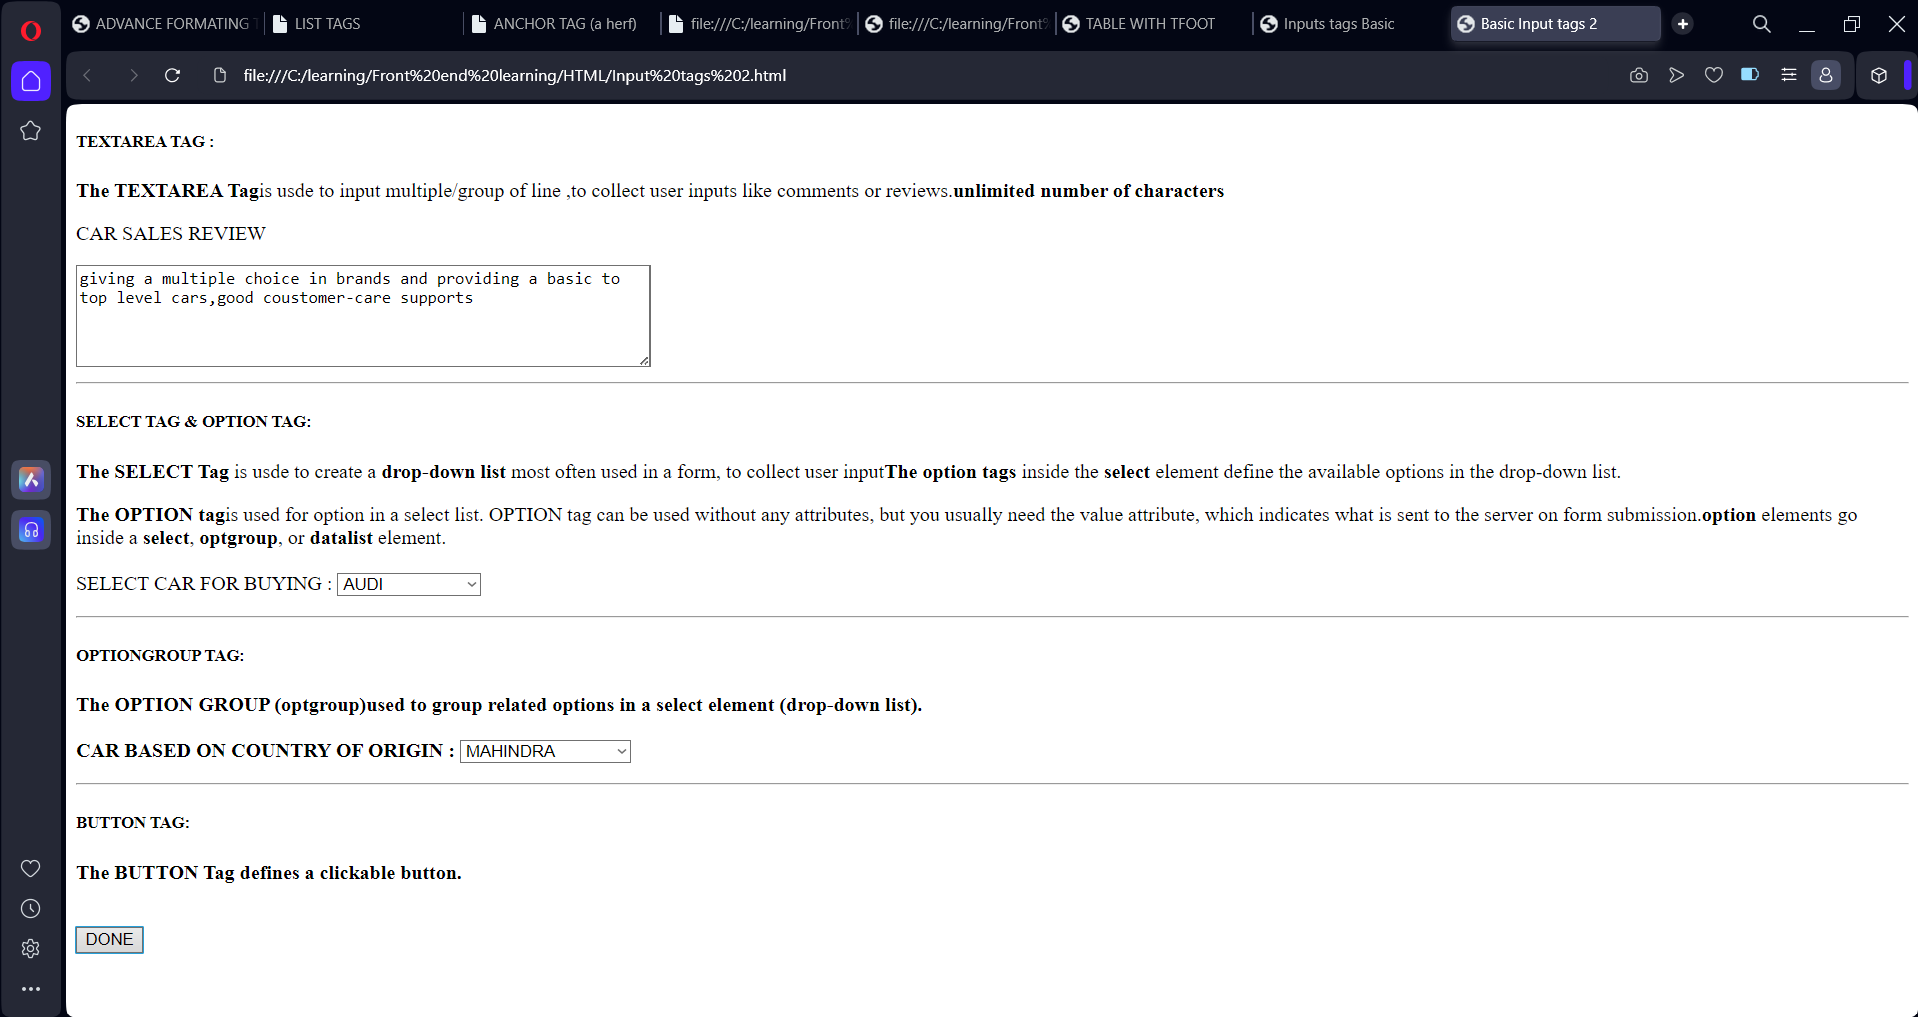 ADVANCE FORMATING
LIST TAGS
ANCHOR TAG (a herf)
file:///C:/learning/Front%
file:///C:/learning/Front%
TABLE WITH TFOOT
Inputs tags Basic
Basic Input tags 2
file:///C:/learning/Front%20end%20learning/HTML/Input%20tags%202.html
TEXTAREA TAG :
The TEXTAREA Tagis usde to input multiple/group of line ,to collect user inputs like comments or reviews.unlimited number of characters
CAR SALES REVIEW
giving a multiple choice in brands and providing a basic to
top level cars,good coustomer-care supports
SELECT TAG & OPTION TAG:
The SELECT Tag is usde to create a drop-down list most often used in a form, to collect user inputThe option tags inside the select element define the available options in the drop-down list.
The OPTION tagis used for option in a select list. OPTION tag can be used without any attributes, but you usually need the value attribute, which indicates what is sent to the server on form submission.option elements go
inside a select, optgroup, or datalist element.
SELECT CAR FOR BUYING : AUDI
OPTIONGROUP TAG:
The OPTION GROUP (optgroup)used to group related options in a select element (drop-down list).
CAR BASED ON COUNTRY OF ORIGIN : MAHINDRA
BUTTON TAG:
The BUTTON Tag defines a clickable button.
DONE